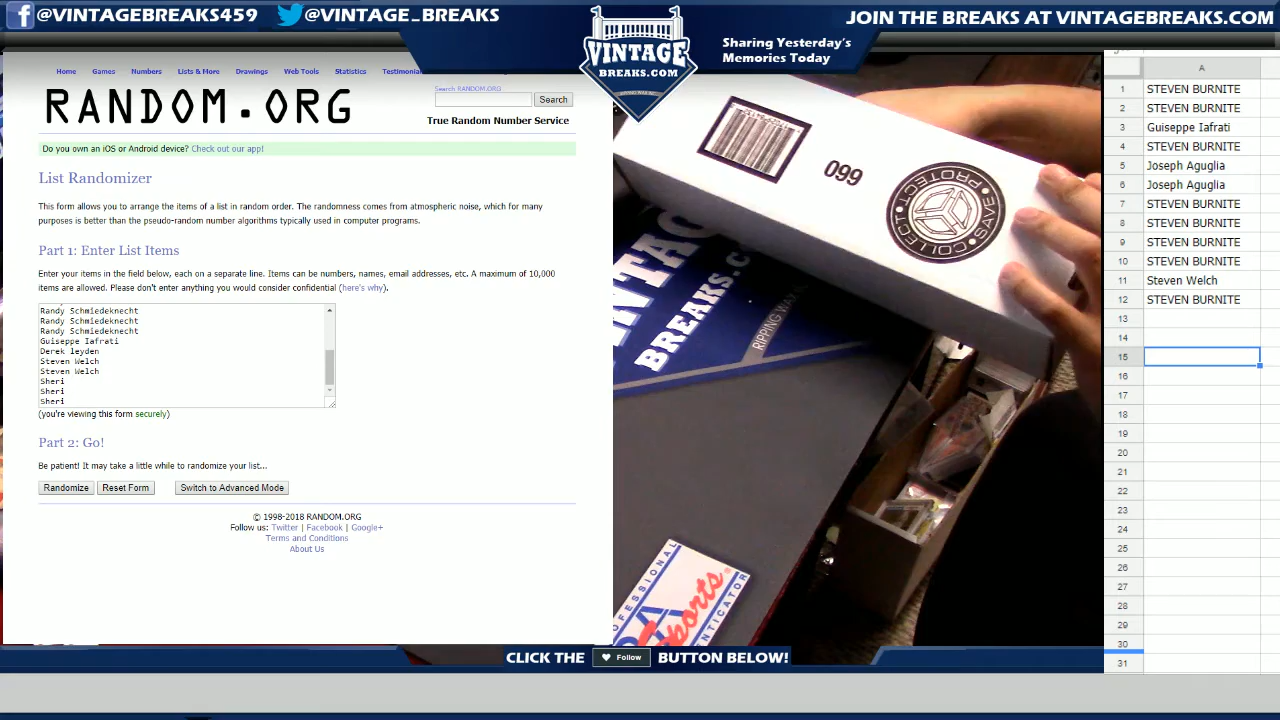 @VINTAGEBREAKS459
@VINTAGE_BREAKS
JOIN THE BREAKS AT VINTAGEBREAKS.COM
VINTAGE
BREAKS.COM
Sharing Yesterday's
Memories Today
Home Games Numbers Lists & More Drawings Web Tools Statistics
RANDOM.ORG
Search RANDOM.ORG
Search
True Random Number Service
Do you own an iOS or Android device? Check out our app!
List Randomizer
This form allows you to arrange the items of a list in random order. The randomness comes from atmospheric noise, which for many
purposes is better than the pseudo-random number algorithms typically used in computer programs.
Part 1: Enter List Items
Enter your items in the field below, each on a separate line. Items can be numbers, names, email addresses, etc. A maximum of 10,000
items are allowed. Please don't enter anything you would consider confidential (here's why).
Randy Schmiedeknecht
Randy Schmiedeknecht
Randy Schmiedeknecht
Guiseppe Iafrati
Derek leyden
Steven Welch
Steven Welch
Sheri
Sheri
Sheri
(you're viewing this form securely)
Part 2: Go!
Be patient! It may take a little while to randomize your list...
Randomize Reset Form Switch to Advanced Mode
© 1998-2018 RANDOM.ORG
Follow us: Twitter | Facebook | Google+
Terms and Conditions
About Us
099
COLLECT • SAVE • PROTECT
BREAKS.C
RIPPING WAX
CLICK THE Follow BUTTON BELOW!
A
1 STEVEN BURNITE
2 STEVEN BURNITE
3 Guiseppe Iafrati
4 STEVEN BURNITE
5 Joseph Aguglia
6 Joseph Aguglia
7 STEVEN BURNITE
8 STEVEN BURNITE
9 STEVEN BURNITE
10 STEVEN BURNITE
11 Steven Welch
12 STEVEN BURNITE
13
14
15
16
17
18
19
20
21
22
23
24
25
26
27
28
29
30
31